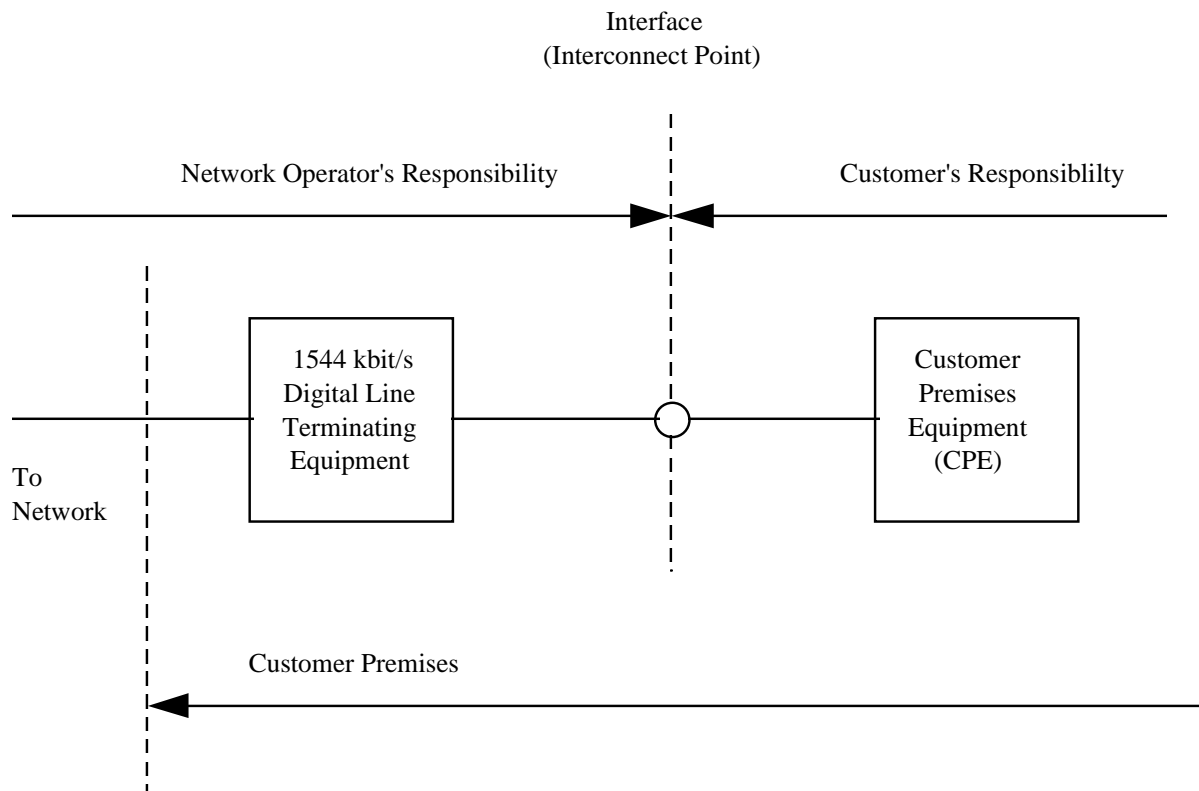 Interface
(Interconnect Point)
Network Operator's Responsibility
Customer's Responsiblilty
1544 kbit/s
Digital Line
Terminating
Equipment
Customer
Premises
Equipment
(CPE)
To
Network
Customer Premises